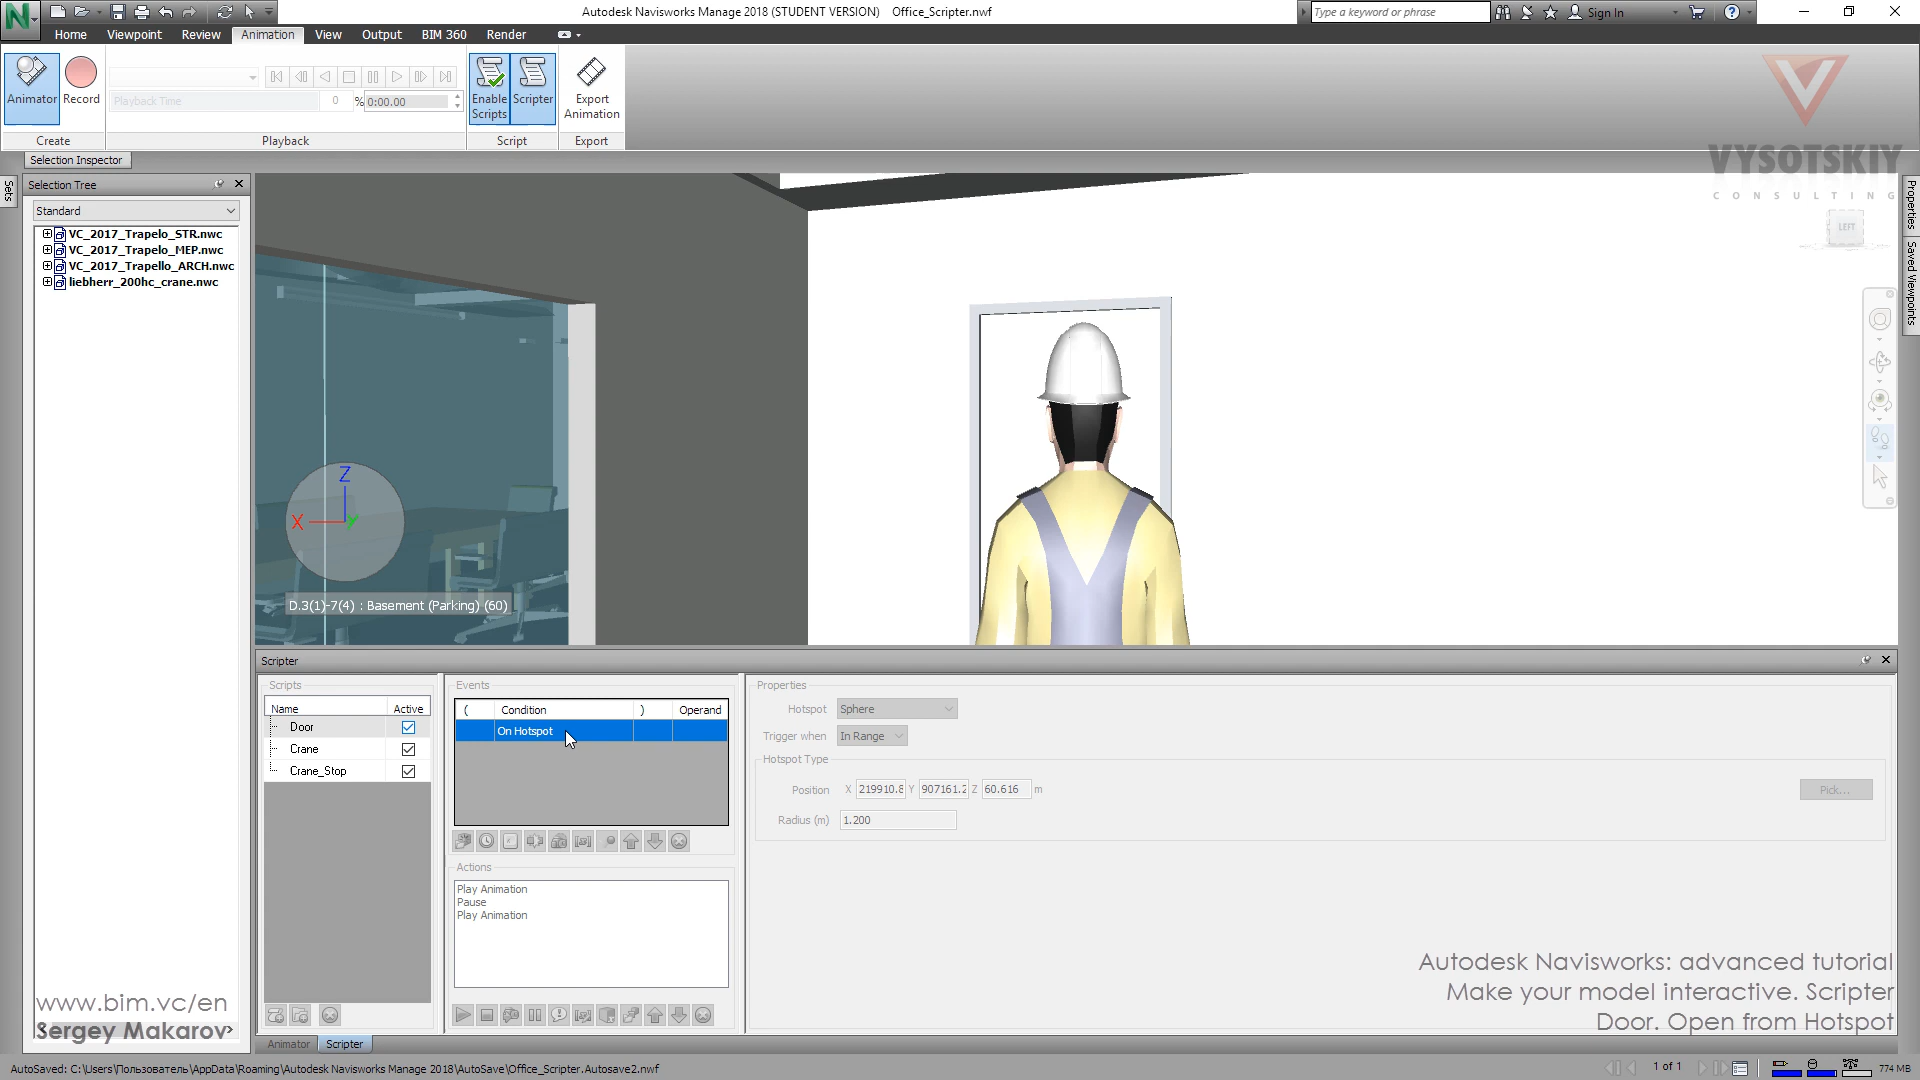 Autodesk Navisworks Manage 2018 (STUDENT VERSION) Office_Scripter.nwf
Type a keyword or phrase
Sign In
Home Viewpoint Review Animation View Output BIM 360 Render
Animator
Record
Playback Time 0 % 0:00.00
Enable Scripts
Scripter
Export Animation
Create Playback Script Export
VYSOTSKIY
CONSULTING
Selection Inspector
Sets
Selection Tree
Standard
VC_2017_Trapelo_STR.nwc
VC_2017_Trapelo_MEP.nwc
VC_2017_Trapello_ARCH.nwc
liebherr_200hc_crane.nwc
LEFT
Properties
Saved Viewpoints
Z
X Y
D.3(1)-7(4) : Basement (Parking) (60)
Scripter
Scripts
Name Active
Door
Crane
Crane_Stop
Events
( Condition ) Operand
On Hotspot
Actions
Play Animation
Pause
Play Animation
Properties
Hotspot Sphere
Trigger when In Range
Hotspot Type
Position X 219910.8 Y 907161.2 Z 60.616 m Pick...
Radius (m) 1.200
Autodesk Navisworks: advanced tutorial
Make your model interactive. Scripter
Door. Open from Hotspot
www.bim.vc/en
Sergey Makarov
Animator Scripter
AutoSaved: C:\Users\Пользователь\AppData\Roaming\Autodesk Navisworks Manage 2018\AutoSave\Office_Scripter.Autosave2.nwf
1 of 1
774 MB